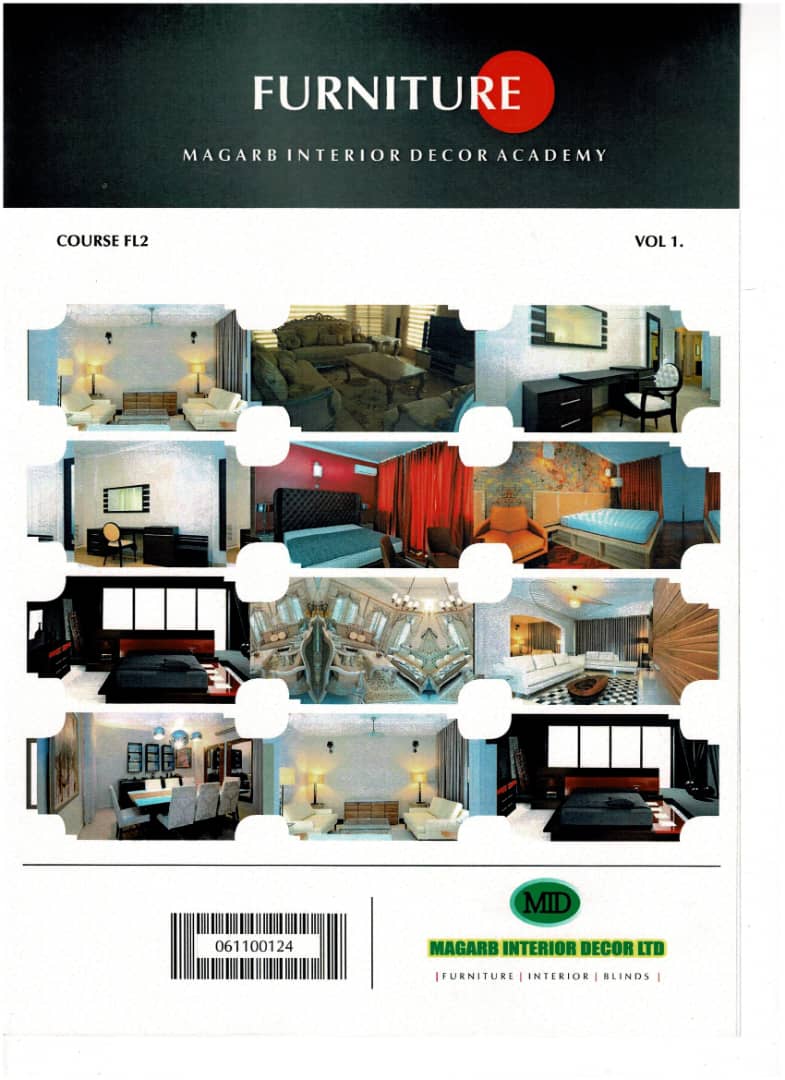 FURNITURE
MAGARB INTERIOR DECOR ACADEMY
COURSE FL2
VOL 1.
061100124
MID
MAGARB INTERIOR DECOR LTD
|FURNITURE | INTERIOR | BLINDS |